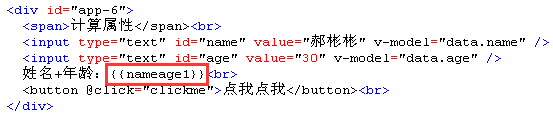 <div id="app-6">
<span>计算属性</span><br>
<input type="text" id="name" value="郝彬彬" v-model="data.name" />
<input type="text" id="age" value="30" v-model="data.age" />
姓名+年龄：{{nameage1}}<br>
<button @click="clickme">点我点我</button><br>
</div>